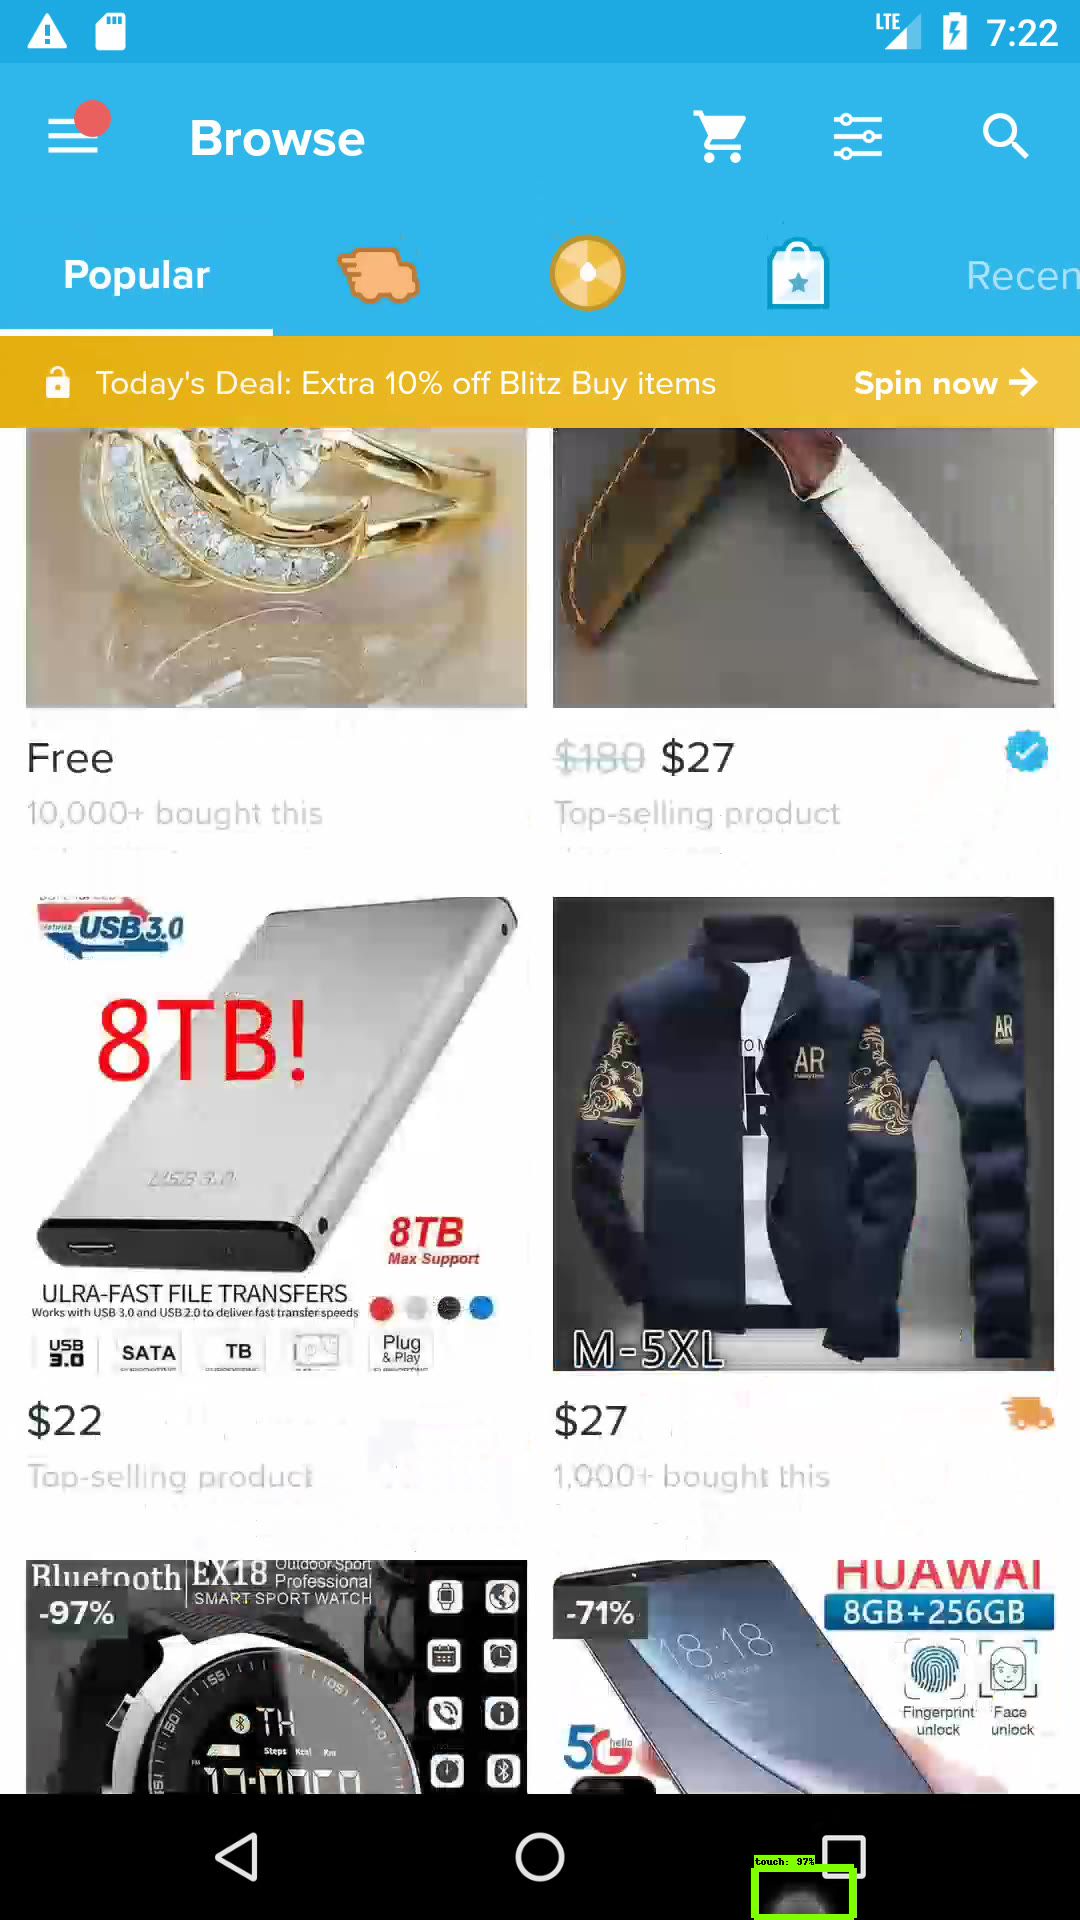 LTE 7:22
Browse
Popular
Recen
Today's Deal: Extra 10% off Blitz Buy items Spin now
Free
10,000+ bought this
$180 $27
Top-selling product
USB 3.0
8TB!
USB 3.0
8TB
Max Support
ULRA-FAST FILE TRANSFERS
Works with USB 3.0 and USB 2.0 to deliver fast transfer speeds
USB 3.0
SATA
TB
Plug & Play
AR
AR
M-5XL
$22
Top-selling product
$27
1,000+ bought this
Bluetooth EX18 Outdoor Sport
Professional
SMART SPORT WATCH
-97%
TH
Steps Kcal Km
HUAWAI
-71%
8GB+256GB
18:18
Fingerprint unlock
Face unlock
5G hello
touch: 97%